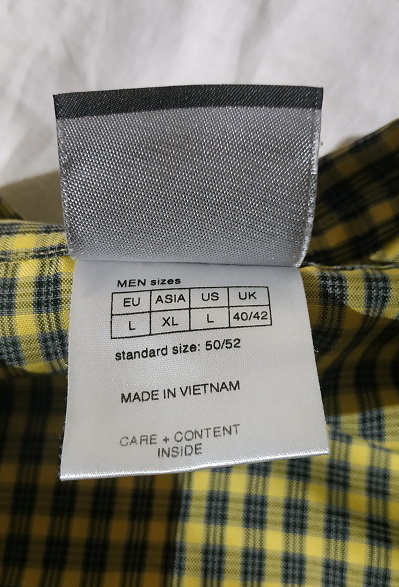 MEN sizes
EU ASIA US UK
L XL L 40/42
standard size: 50/52
MADE IN VIETNAM
CARE + CONTENT
INSIDE